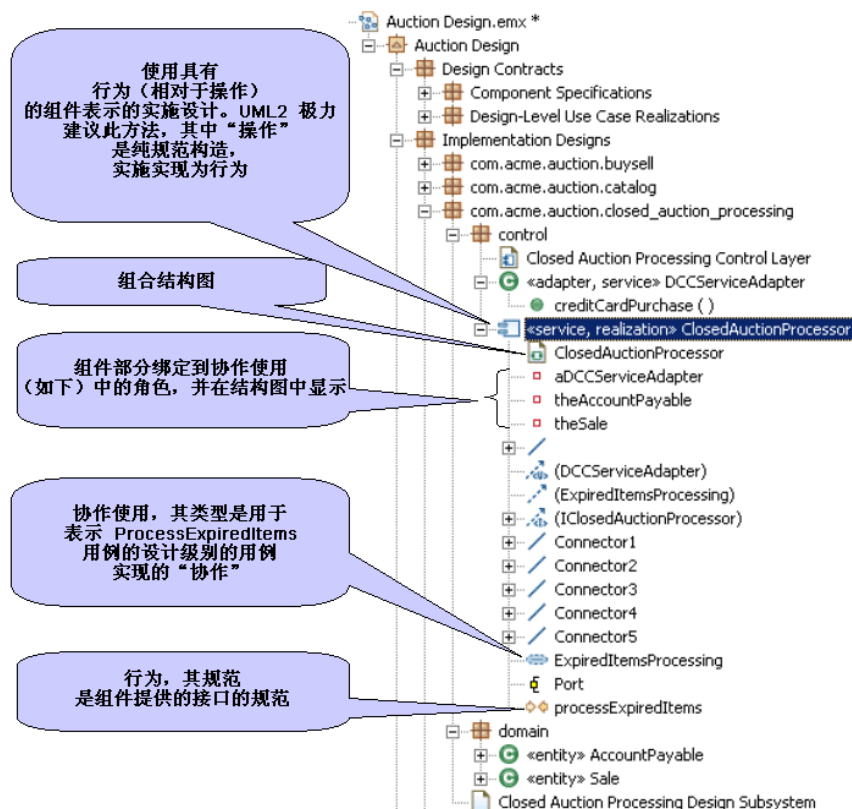 使用具有
行为（相对于操作）
的组件表示的实施设计。UML2 极力
建议此方法，其中“操作”
是纯规范构造，
实施实现为行为
组合结构图
组件部分绑定到协作使用
（如下）中的角色，并在结构图中显示
协作使用，其类型是用于
表示 ProcessExpiredItems
用例的设计级别的用例
实现的“协作”
行为，其规范
是组件提供的接口的规范
Auction Design.emx *
Auction Design
Design Contracts
Component Specifications
Design-Level Use Case Realizations
Implementation Designs
com.acme.auction.buysell
com.acme.auction.catalog
com.acme.auction.closed_auction_processing
control
Closed Auction Processing Control Layer
«adapter, service» DCCServiceAdapter
creditCardPurchase ( )
«service, realization» ClosedAuctionProcessor
ClosedAuctionProcessor
aDCCServiceAdapter
theAccountPayable
theSale
(DCCServiceAdapter)
(ExpiredItemsProcessing)
(IClosedAuctionProcessor)
Connector1
Connector2
Connector3
Connector4
Connector5
ExpiredItemsProcessing
Port
processExpiredItems
domain
«entity» AccountPayable
«entity» Sale
Closed Auction Processing Design Subsystem